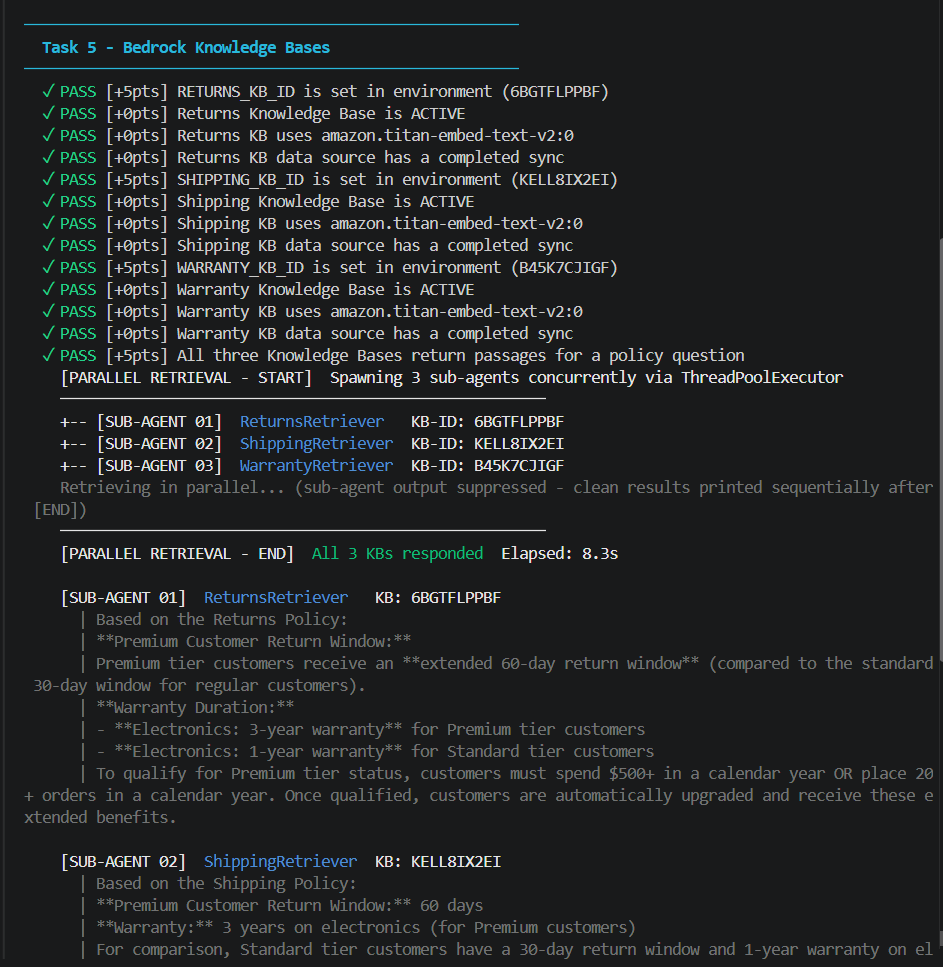 Task 5 - Bedrock Knowledge Bases
✓ PASS [+5pts] RETURNS_KB_ID is set in environment (6BGTFLPPBF)
✓ PASS [+0pts] Returns Knowledge Base is ACTIVE
✓ PASS [+0pts] Returns KB uses amazon.titan-embed-text-v2:0
✓ PASS [+0pts] Returns KB data source has a completed sync
✓ PASS [+5pts] SHIPPING_KB_ID is set in environment (KELL8IX2EI)
✓ PASS [+0pts] Shipping Knowledge Base is ACTIVE
✓ PASS [+0pts] Shipping KB uses amazon.titan-embed-text-v2:0
✓ PASS [+0pts] Shipping KB data source has a completed sync
✓ PASS [+5pts] WARRANTY_KB_ID is set in environment (B45K7CJIGF)
✓ PASS [+0pts] Warranty Knowledge Base is ACTIVE
✓ PASS [+0pts] Warranty KB uses amazon.titan-embed-text-v2:0
✓ PASS [+0pts] Warranty KB data source has a completed sync
✓ PASS [+5pts] All three Knowledge Bases return passages for a policy question
[PARALLEL RETRIEVAL - START]  Spawning 3 sub-agents concurrently via ThreadPoolExecutor
+-- [SUB-AGENT 01]  ReturnsRetriever   KB-ID: 6BGTFLPPBF
+-- [SUB-AGENT 02]  ShippingRetriever  KB-ID: KELL8IX2EI
+-- [SUB-AGENT 03]  WarrantyRetriever  KB-ID: B45K7CJIGF
Retrieving in parallel... (sub-agent output suppressed - clean results printed sequentially after
[END])
[PARALLEL RETRIEVAL - END]  All 3 KBs responded  Elapsed: 8.3s
[SUB-AGENT 01]  ReturnsRetriever   KB: 6BGTFLPPBF
| Based on the Returns Policy:
| **Premium Customer Return Window:**
| Premium tier customers receive an **extended 60-day return window** (compared to the standard
30-day window for regular customers).
| **Warranty Duration:**
| - **Electronics: 3-year warranty** for Premium tier customers
| - **Electronics: 1-year warranty** for Standard tier customers
| To qualify for Premium tier status, customers must spend $500+ in a calendar year OR place 20
+ orders in a calendar year. Once qualified, customers are automatically upgraded and receive these e
xtended benefits.
[SUB-AGENT 02]  ShippingRetriever  KB: KELL8IX2EI
| Based on the Shipping Policy:
| **Premium Customer Return Window:** 60 days
| **Warranty:** 3 years on electronics (for Premium customers)
| For comparison, Standard tier customers have a 30-day return window and 1-year warranty on el